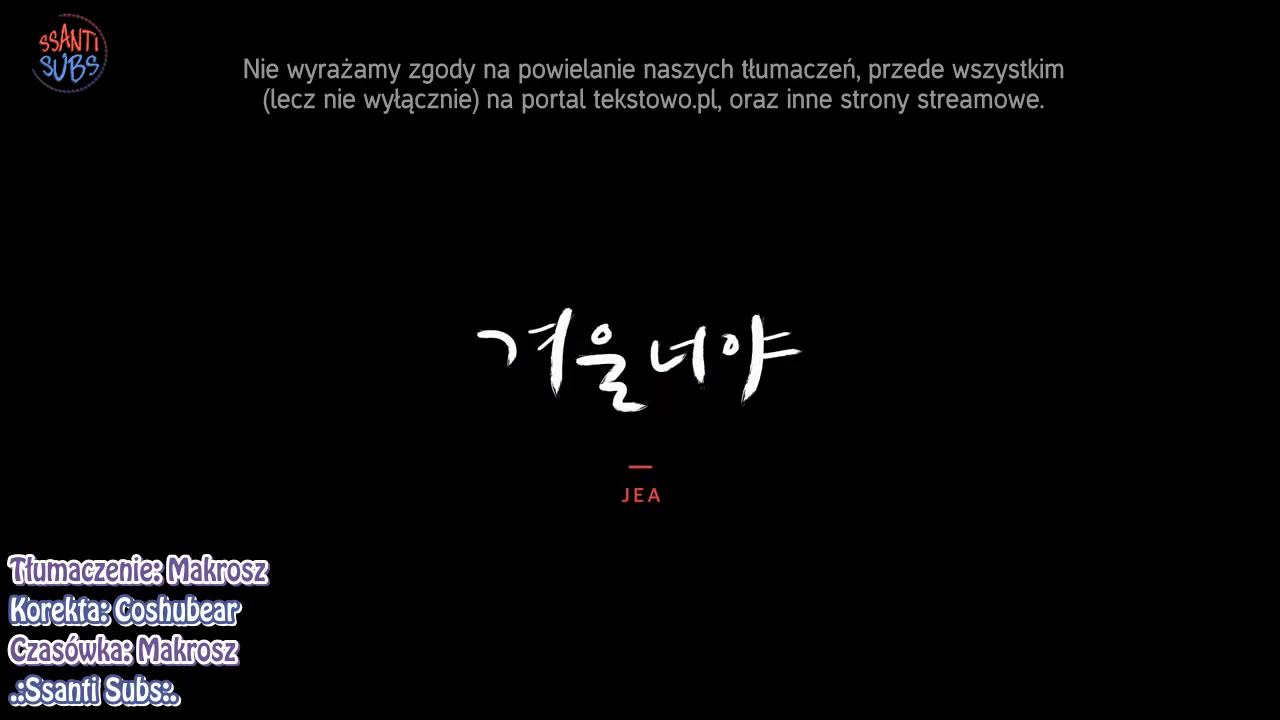 SSANTI
SUBS
Nie wyrażamy zgody na powielanie naszych tłumaczeń, przede wszystkim
(lecz nie wyłącznie) na portal tekstowo.pl, oraz inne strony streamowe.
겨울 너야
JEA
Tłumaczenie: Makrosz
Korekta: Coshubear
Czasówka: Makrosz
.:Ssanti Subs:.